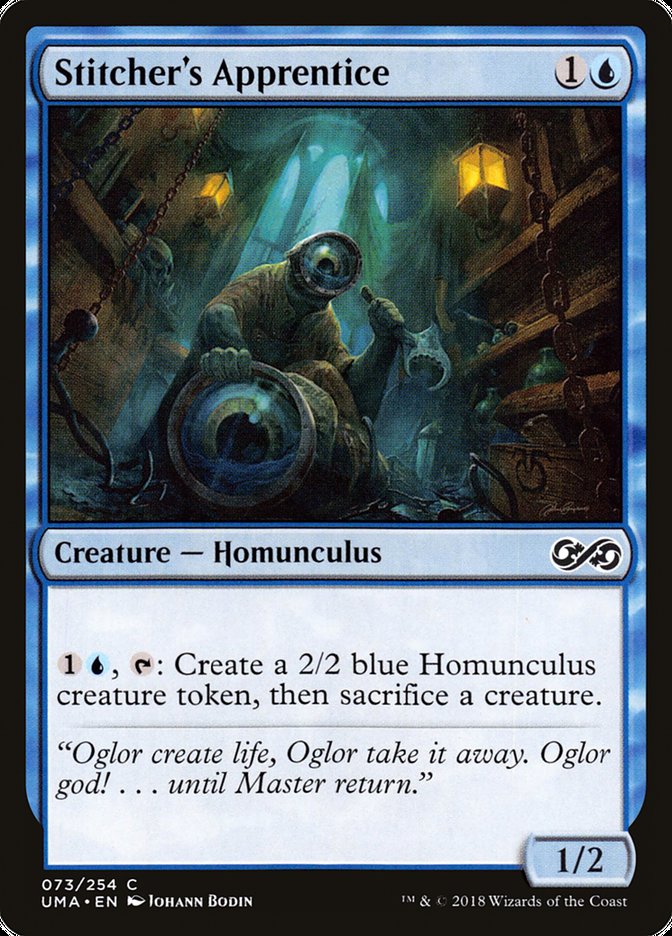 Stitcher's Apprentice 1
Creature — Homunculus
1, : Create a 2/2 blue Homunculus
creature token, then sacrifice a creature.
“Oglor create life, Oglor take it away. Oglor
god! . . . until Master return.”
1/2
073/254 C
UMA • EN Johann Bodin
™ & © 2018 Wizards of the Coast